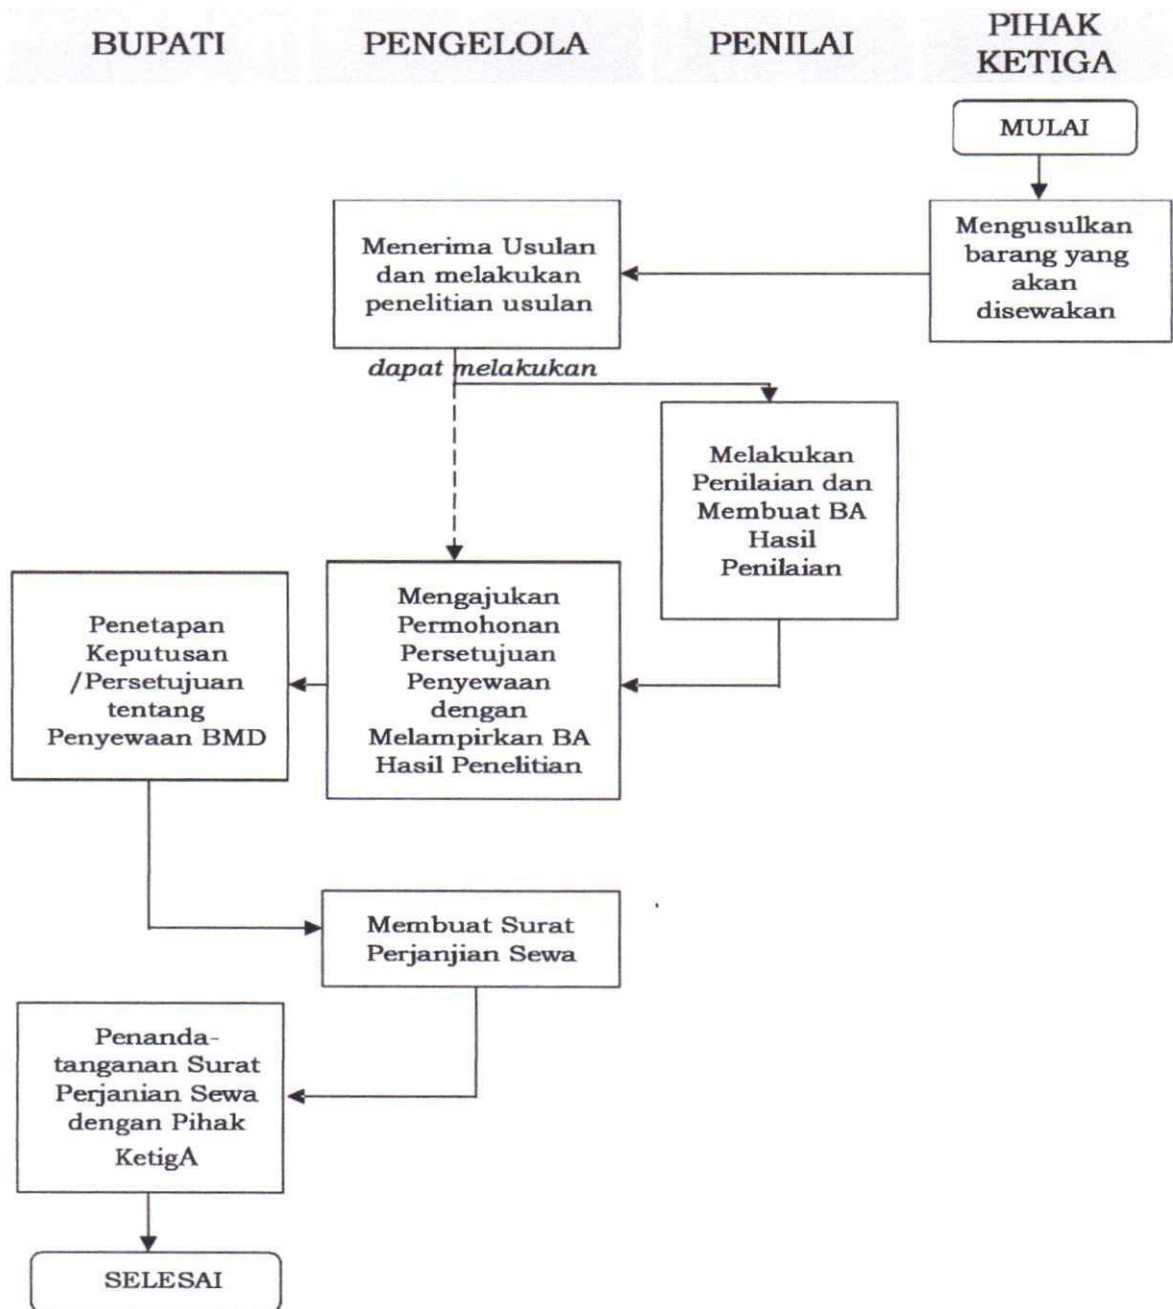 BUPATI
PENGELOLA
PENILAI
PIHAK
KETIGA
MULAI
Mengusulkan
barang yang
akan
disewakan
Menerima Usulan
dan melakukan
penelitian usulan
dapat melakukan
Melakukan
Penilaian dan
Membuat BA
Hasil
Penilaian
Mengajukan
Permohonan
Persetujuan
Penyewaan
dengan
Melampirkan BA
Hasil Penelitian
Penetapan
Keputusan
/Persetujuan
tentang
Penyewaan BMD
Membuat Surat
Perjanjian Sewa
Penanda-
tanganan Surat
Perjanian Sewa
dengan Pihak
KetigA
SELESAI